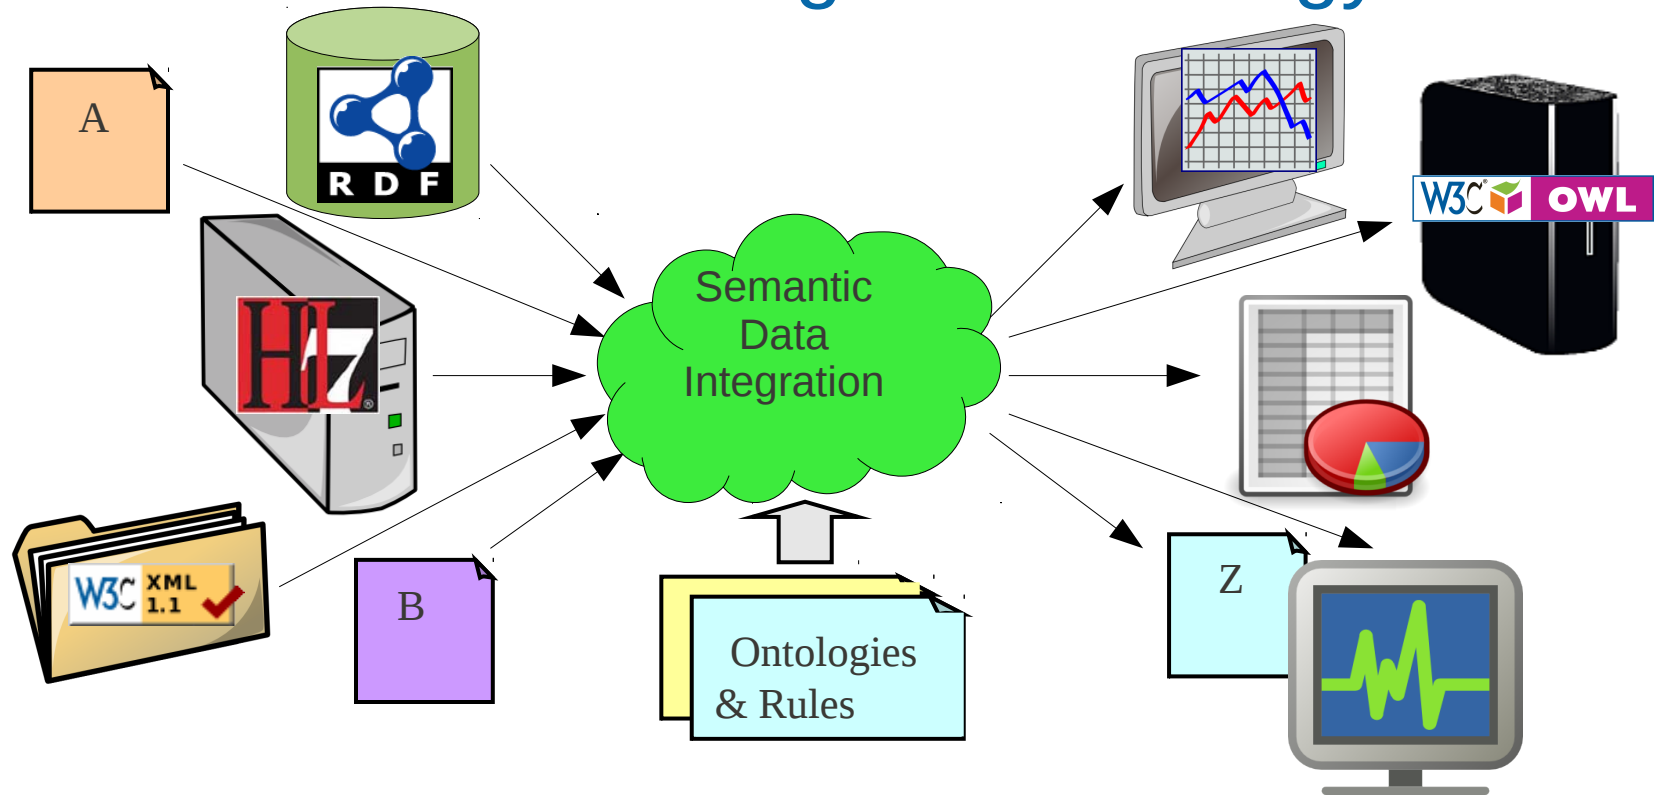 A
RDF
W3C OWL
HL7
Semantic
Data
Integration
W3C XML
1.1
B
Z
Ontologies
& Rules